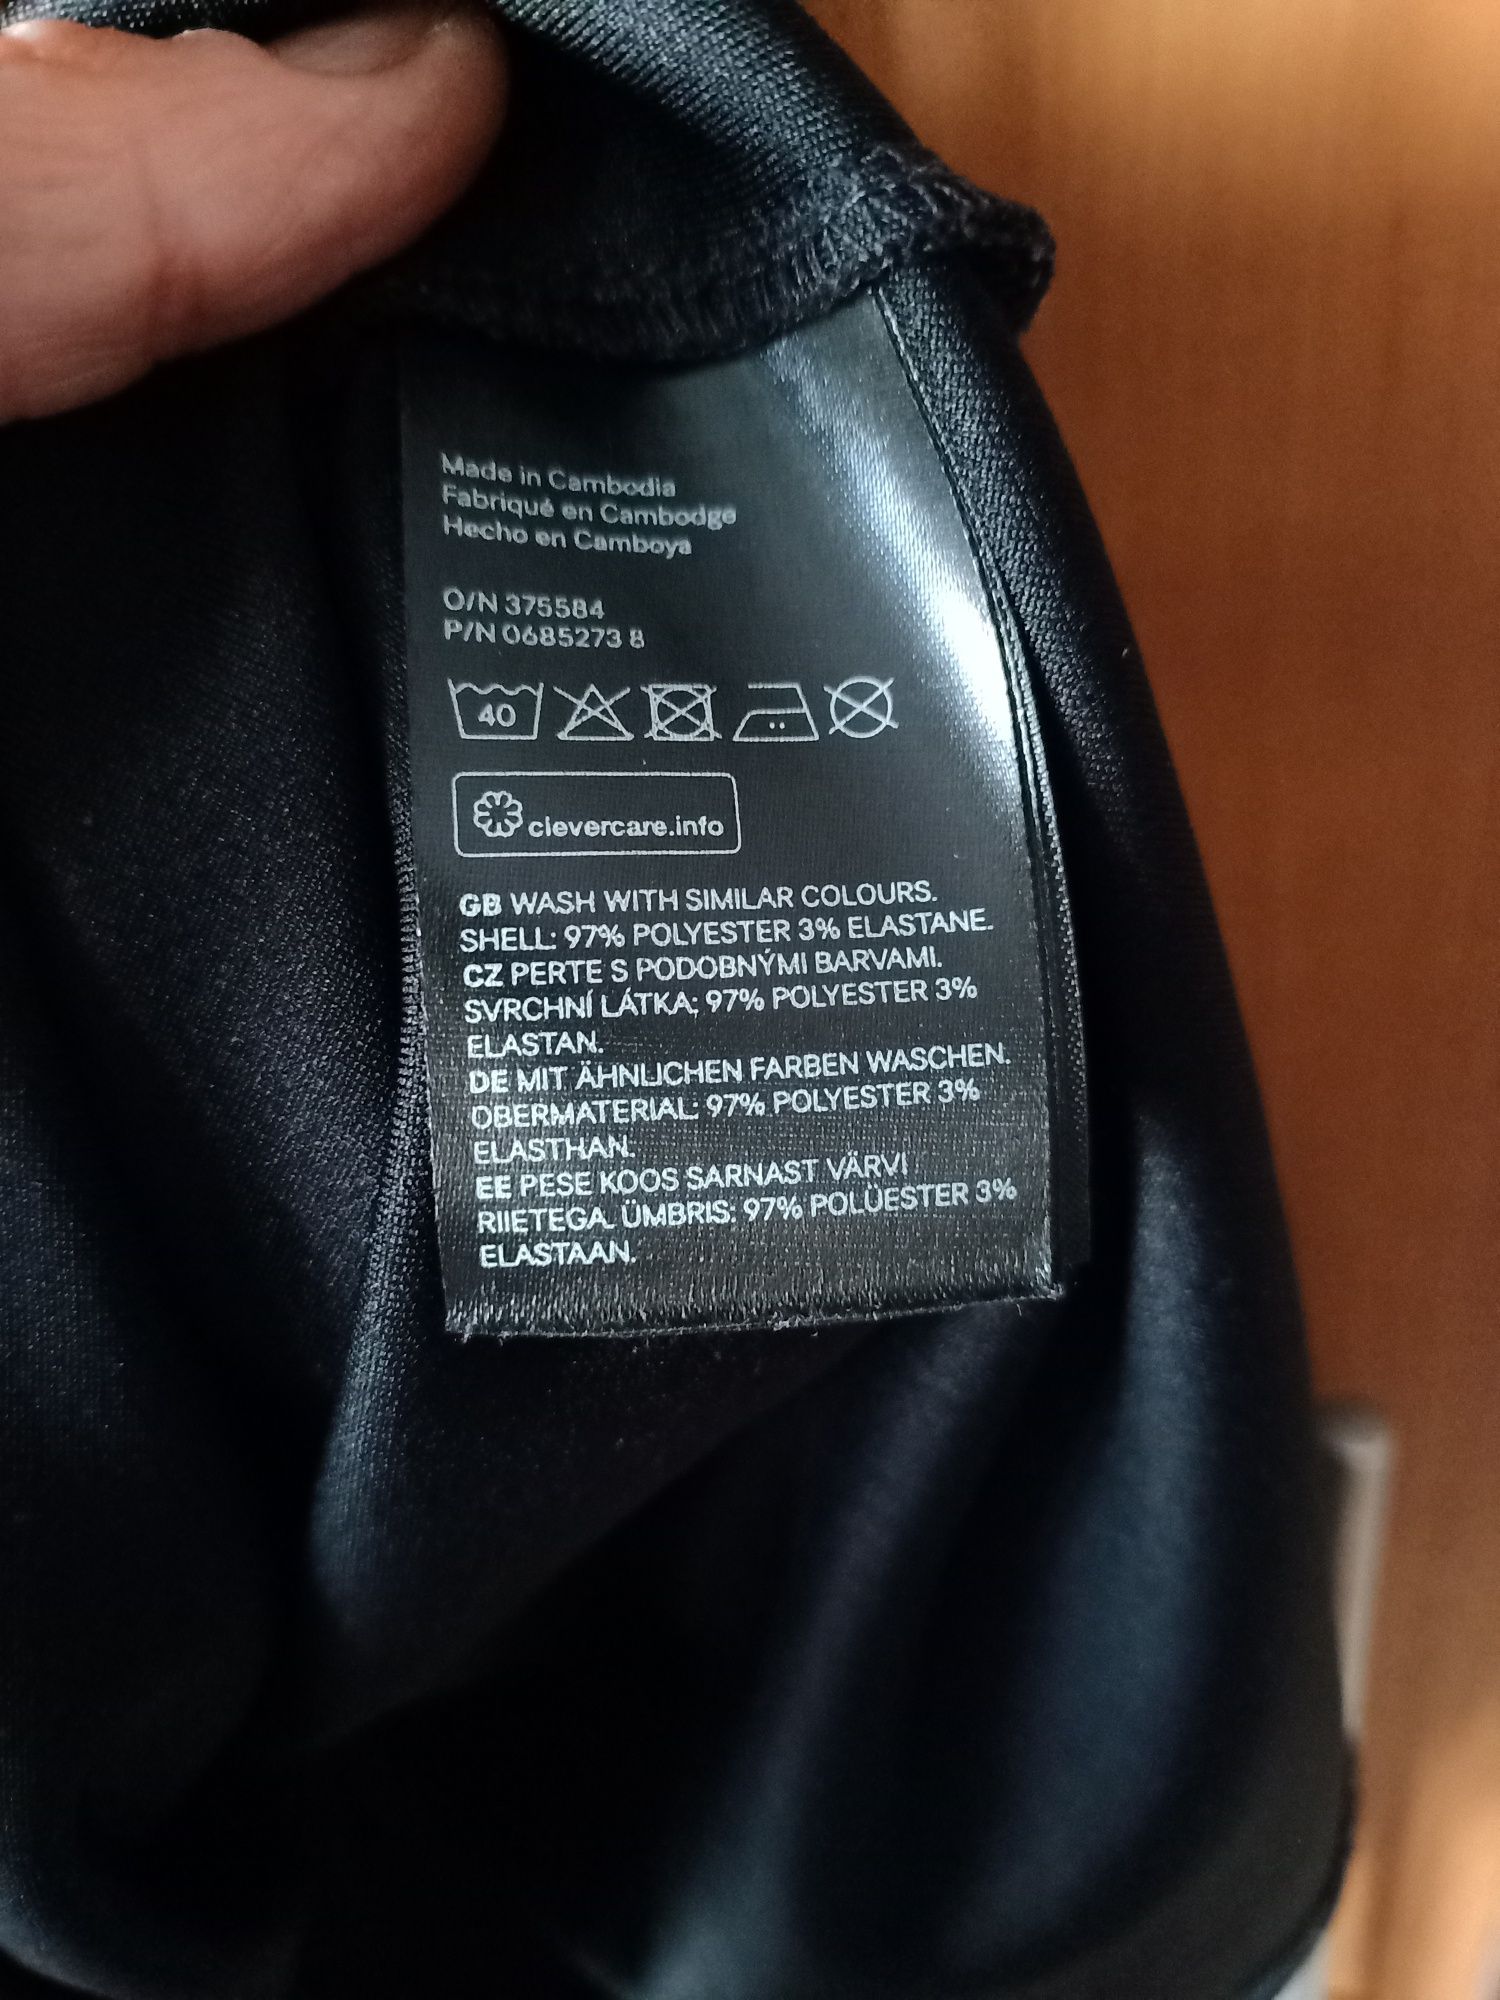 Made in Cambodia
Fabriqué en Cambodge
Hecho en Camboya
O/N 375584
P/N 0685273 8
40
clevercare.info
GB WASH WITH SIMILAR COLOURS.
SHELL: 97% POLYESTER 3% ELASTANE.
CZ PERTE S PODOBNÝMI BARVAMI.
SVRCHNÍ LÁTKA: 97% POLYESTER 3%
ELASTAN.
DE MIT ÄHNLICHEN FARBEN WASCHEN.
OBERMATERIAL: 97% POLYESTER 3%
ELASTHAN.
EE PESE KOOS SARNAST VÄRVI
RIIETEGA. ÜMBRIS: 97% POLÜESTER 3%
ELASTAAN.